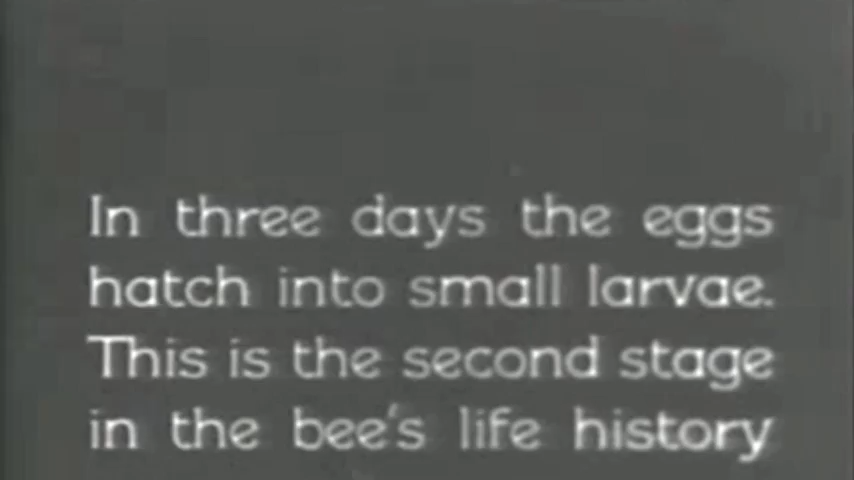 In three days the eggs
hatch into small larvae.
This is the second stage
in the bee's life history